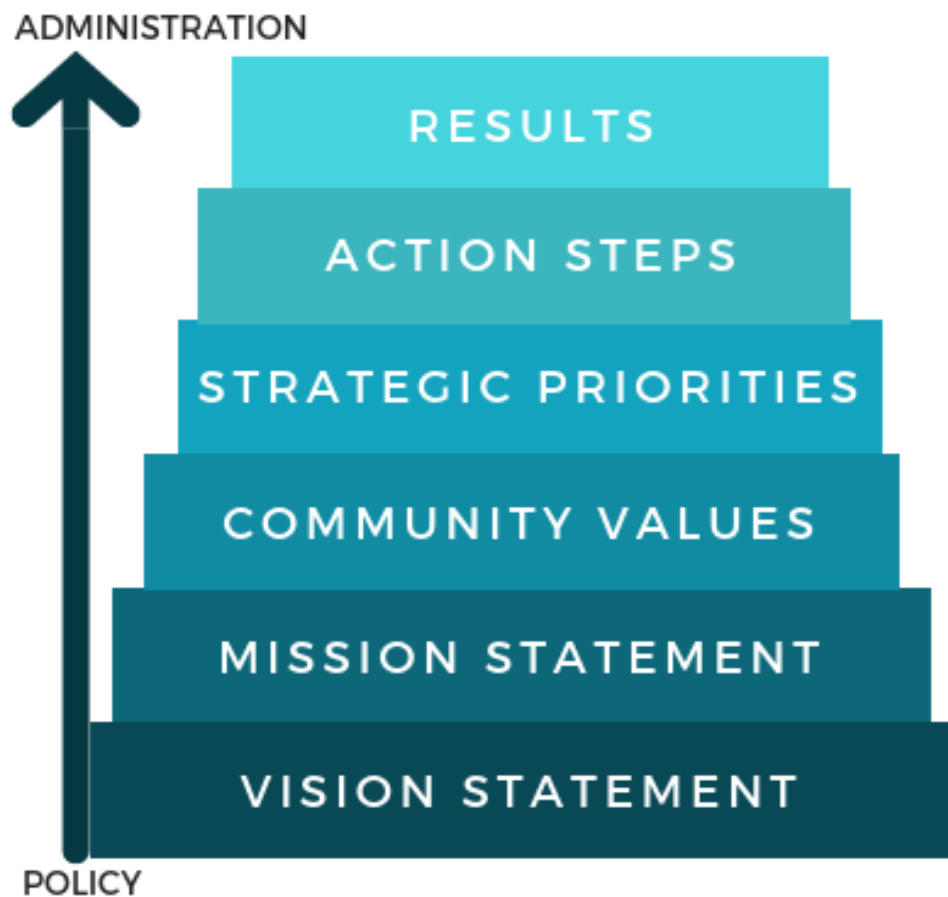 ADMINISTRATION
RESULTS
ACTION STEPS
STRATEGIC PRIORITIES
COMMUNITY VALUES
MISSION STATEMENT
VISION STATEMENT
POLICY